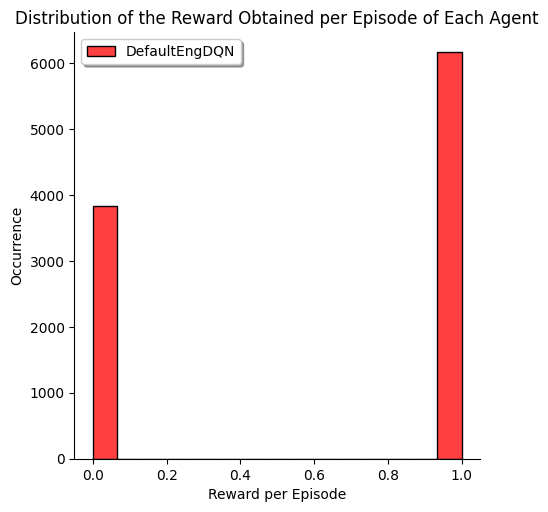 Distribution of the Reward Obtained per Episode of Each Agent
DefaultEngDQN
6000
5000
4000
3000
2000
1000
0
Occurrence
0.0 0.2 0.4 0.6 0.8 1.0
Reward per Episode